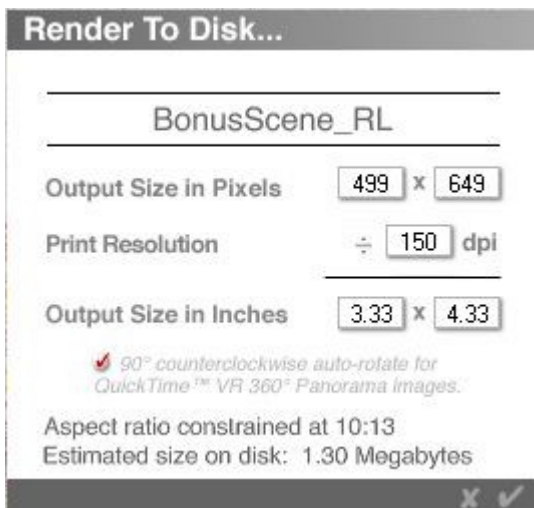 Render To Disk...
BonusScene_RL
Output Size in Pixels 499 x 649
Print Resolution ÷ 150 dpi
Output Size in Inches 3.33 x 4.33
90° counterclockwise auto-rotate for
QuickTime™ VR 360° Panorama images.
Aspect ratio constrained at 10:13
Estimated size on disk: 1.30 Megabytes